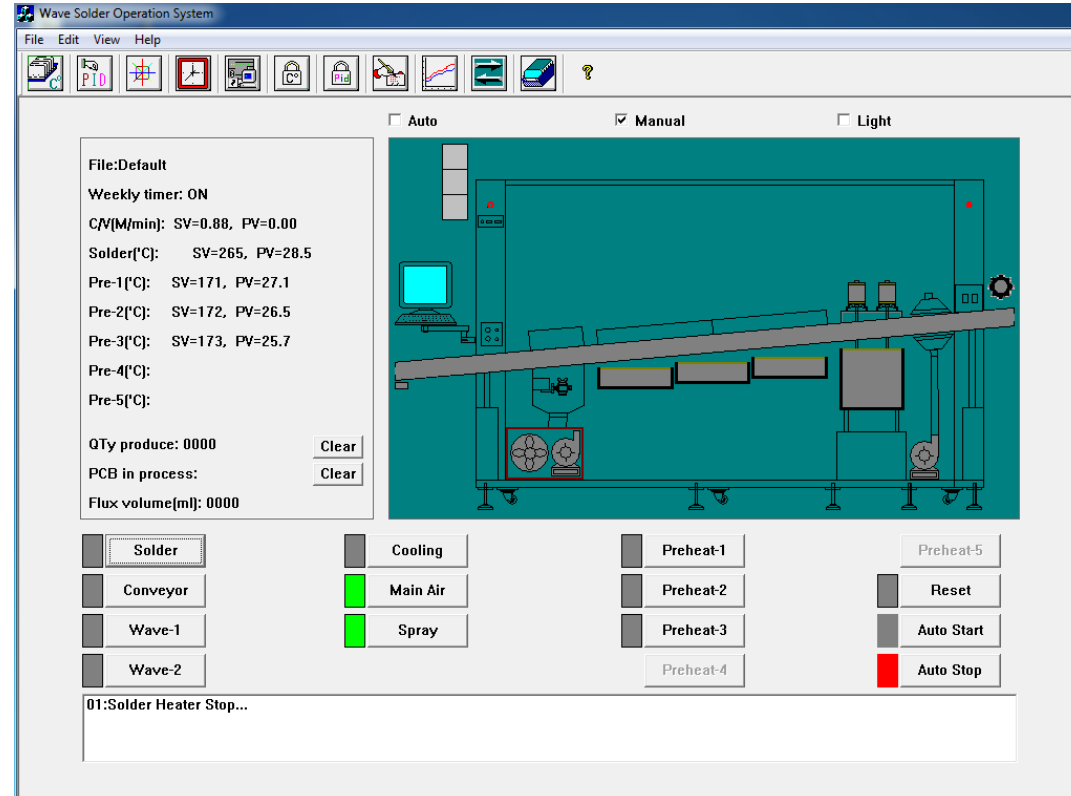 Wave Solder Operation System
File Edit View Help
C° PID C° Pid ?
Auto Manual Light
File:Default
Weekly timer: ON
C/V(M/min): SV=0.88, PV=0.00
Solder('C): SV=265, PV=28.5
Pre-1('C): SV=171, PV=27.1
Pre-2('C): SV=172, PV=26.5
Pre-3('C): SV=173, PV=25.7
Pre-4('C):
Pre-5('C):
QTy produce: 0000 Clear
PCB in process: Clear
Flux volume(ml): 0000
Solder Cooling Preheat-1 Preheat-5
Conveyor Main Air Preheat-2 Reset
Wave-1 Spray Preheat-3 Auto Start
Wave-2 Preheat-4 Auto Stop
01:Solder Heater Stop...